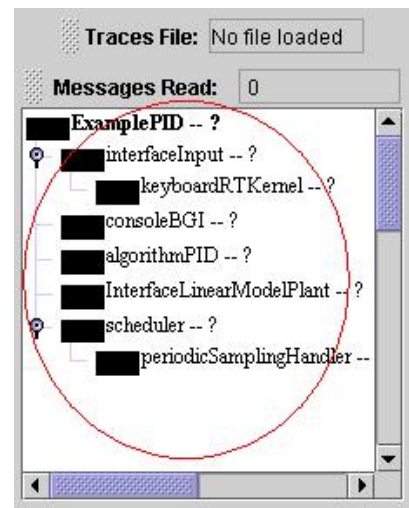 Traces File: No file loaded
Messages Read: 0
ExamplePID -- ?
interfaceInput -- ?
keyboardRTKernel -- ?
consoleBGI -- ?
algorithmPID -- ?
InterfaceLinearModelPlant -- ?
scheduler -- ?
periodicSamplingHandler --